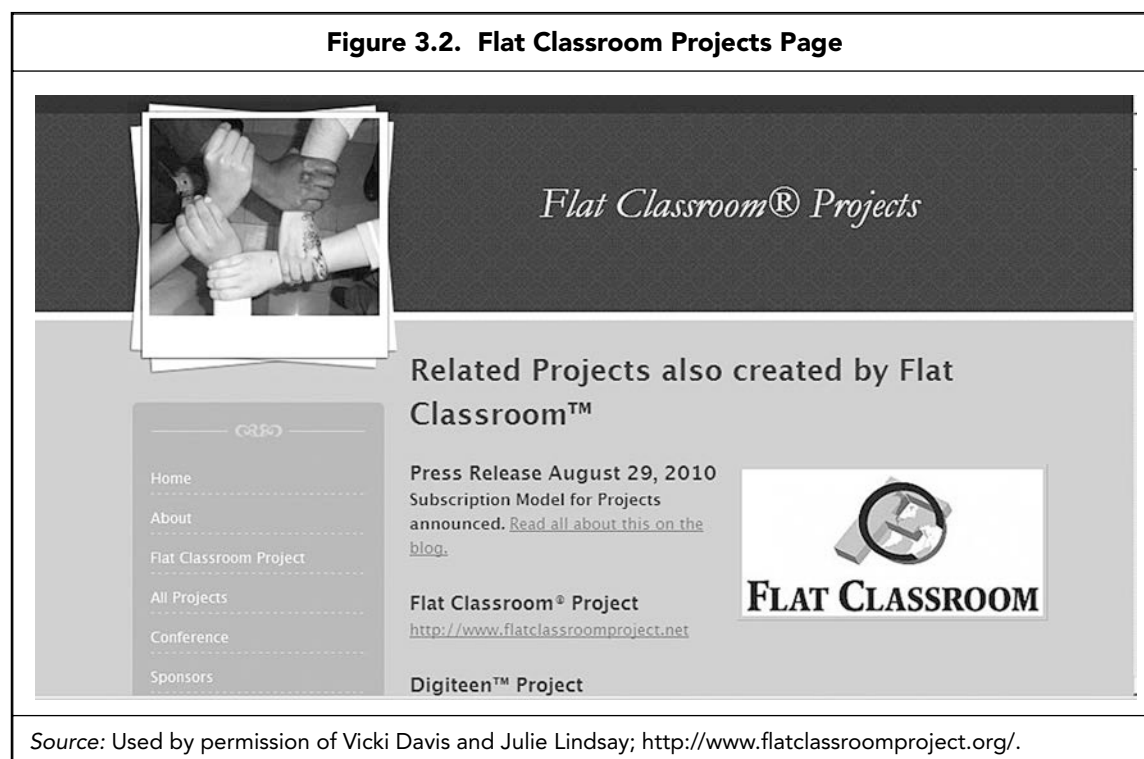 Figure 3.2. Flat Classroom Projects Page
Flat Classroom® Projects
Related Projects also created by Flat
Classroom™
Home
About
Flat Classroom Project
All Projects
Conference
Sponsors
Press Release August 29, 2010
Subscription Model for Projects
announced. Read all about this on the
blog.
Flat Classroom® Project
http://www.flatclassroomproject.net
Digiteen™ Project
FLAT CLASSROOM
Source: Used by permission of Vicki Davis and Julie Lindsay; http://www.flatclassroomproject.org/.